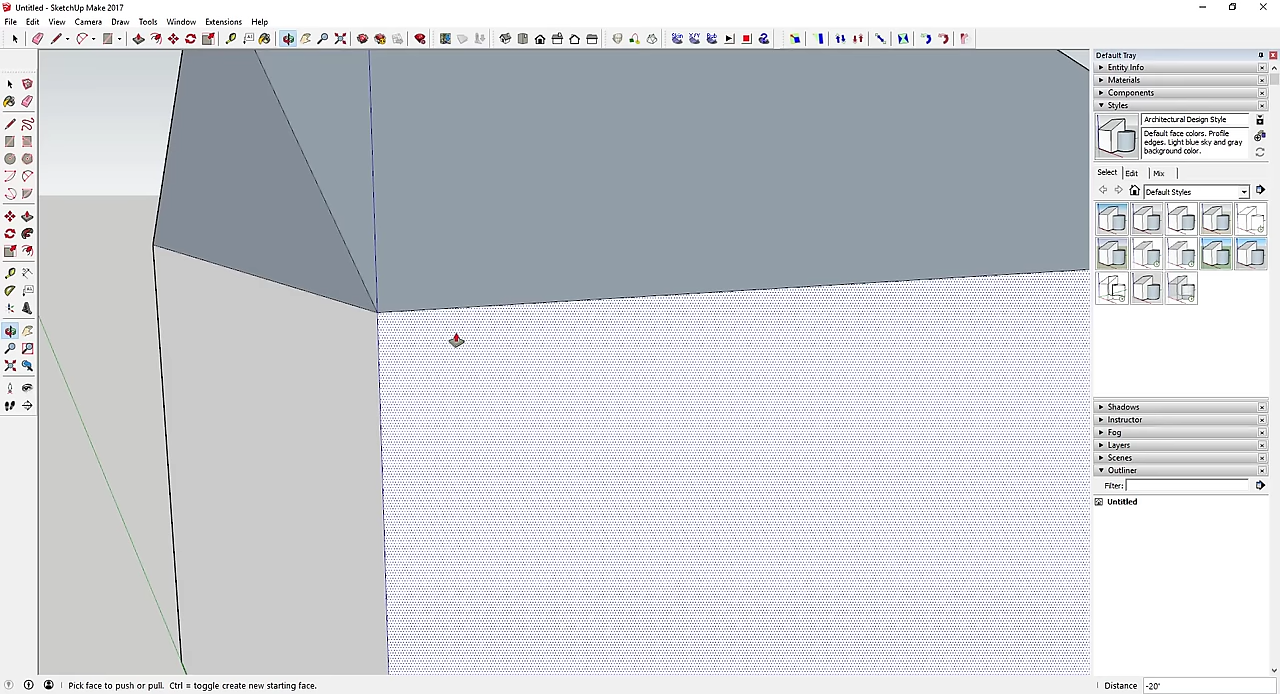 Untitled - SketchUp Make 2017
File Edit View Camera Draw Tools Window Extensions Help
Default Tray
Entity Info
Materials
Components
Styles
Architectural Design Style
Default face colors. Profile
edges. Light blue sky and gray
background color.
Select Edit Mix
Default Styles
Shadows
Instructor
Fog
Layers
Scenes
Outliner
Filter:
Untitled
Pick face to push or pull. Ctrl = toggle create new starting face.
Distance -20'